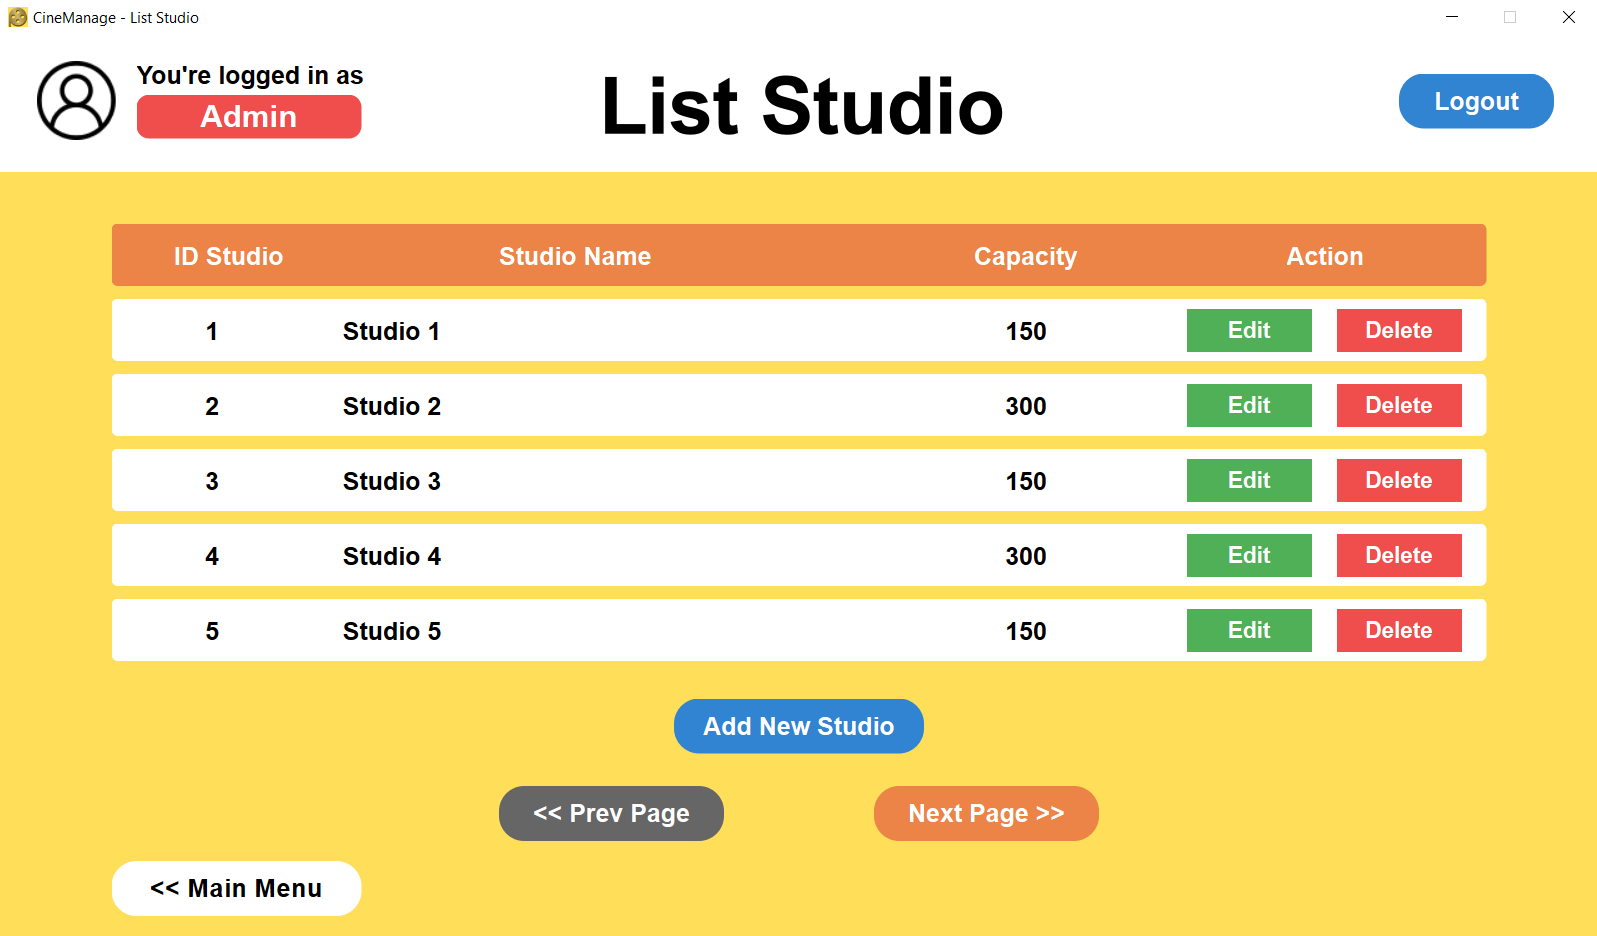 CineManage - List Studio
You're logged in as
Admin
List Studio
Logout
ID Studio Studio Name Capacity Action
1 Studio 1 150 Edit Delete
2 Studio 2 300 Edit Delete
3 Studio 3 150 Edit Delete
4 Studio 4 300 Edit Delete
5 Studio 5 150 Edit Delete
Add New Studio
<< Prev Page Next Page >>
<< Main Menu